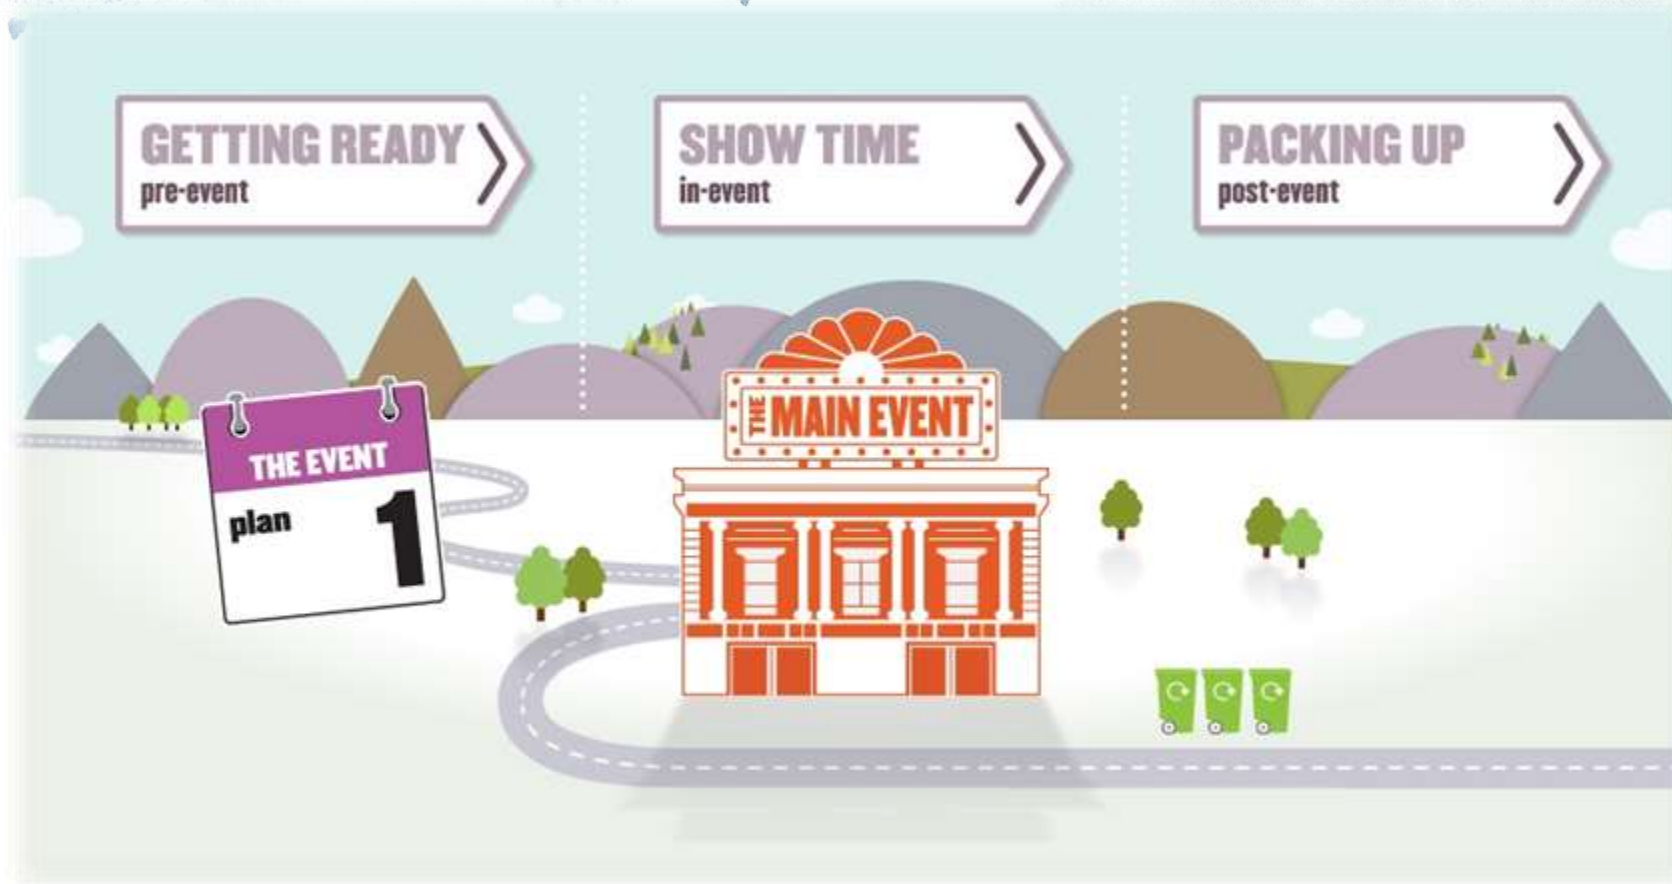 GETTING READY
pre-event
SHOW TIME
in-event
PACKING UP
post-event
THE EVENT
plan 1
THE MAIN EVENT